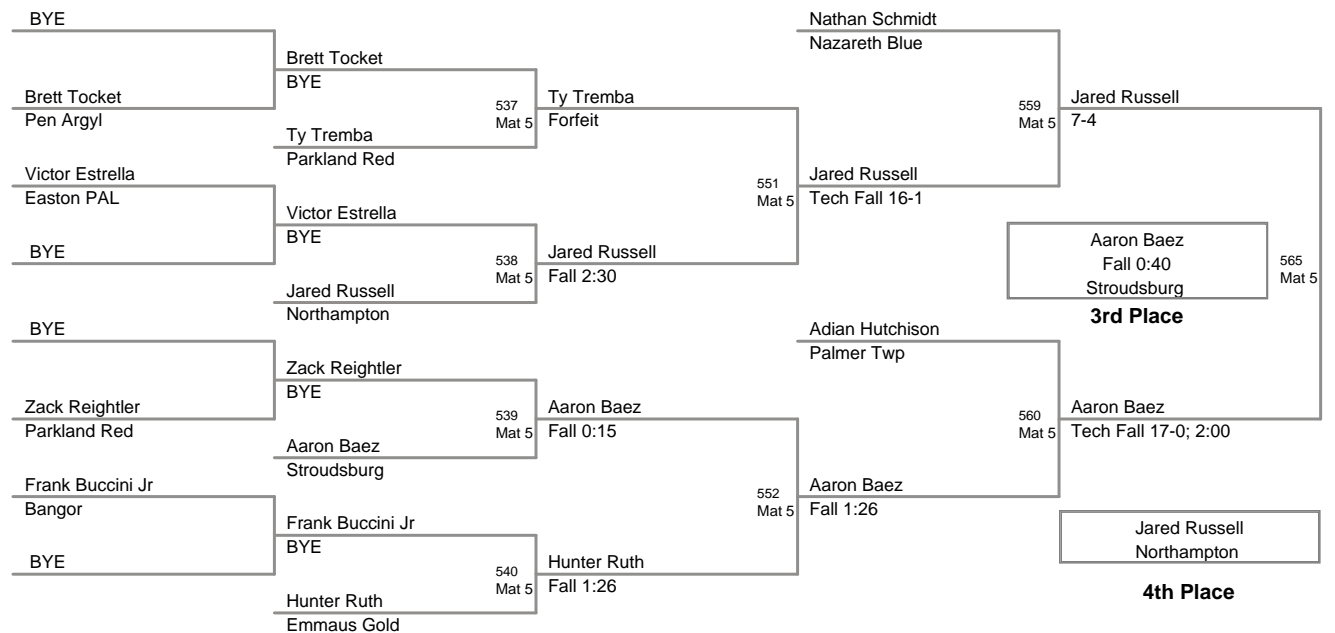 BYE
Nathan Schmidt
Nazareth Blue
Brett Tocket
BYE
Brett Tocket
Pen Argyl
537
Mat 5
Ty Tremba
Forfeit
559
Mat 5
Jared Russell
7-4
Ty Tremba
Parkland Red
Victor Estrella
Easton PAL
551
Mat 5
Jared Russell
Tech Fall 16-1
Victor Estrella
BYE
BYE
538
Mat 5
Jared Russell
Fall 2:30
Aaron Baez
Fall 0:40
Stroudsburg
565
Mat 5
Jared Russell
Northampton
3rd Place
BYE
Adian Hutchison
Palmer Twp
Zack Reightler
BYE
Zack Reightler
Parkland Red
539
Mat 5
Aaron Baez
Fall 0:15
560
Mat 5
Aaron Baez
Tech Fall 17-0; 2:00
Aaron Baez
Stroudsburg
Frank Buccini Jr
Bangor
552
Mat 5
Aaron Baez
Fall 1:26
Frank Buccini Jr
BYE
Jared Russell
Northampton
BYE
540
Mat 5
Hunter Ruth
Fall 1:26
4th Place
Hunter Ruth
Emmaus Gold